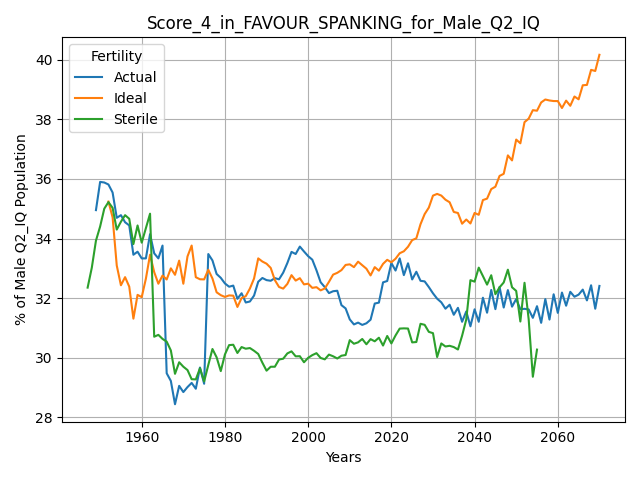 Score_4_in_FAVOUR_SPANKING_for_Male_Q2_IQ
Fertility
Actual
Ideal
Sterile
% of Male Q2_IQ Population
40
38
36
34
32
30
28
1960
1980
2000
2020
2040
2060
Years